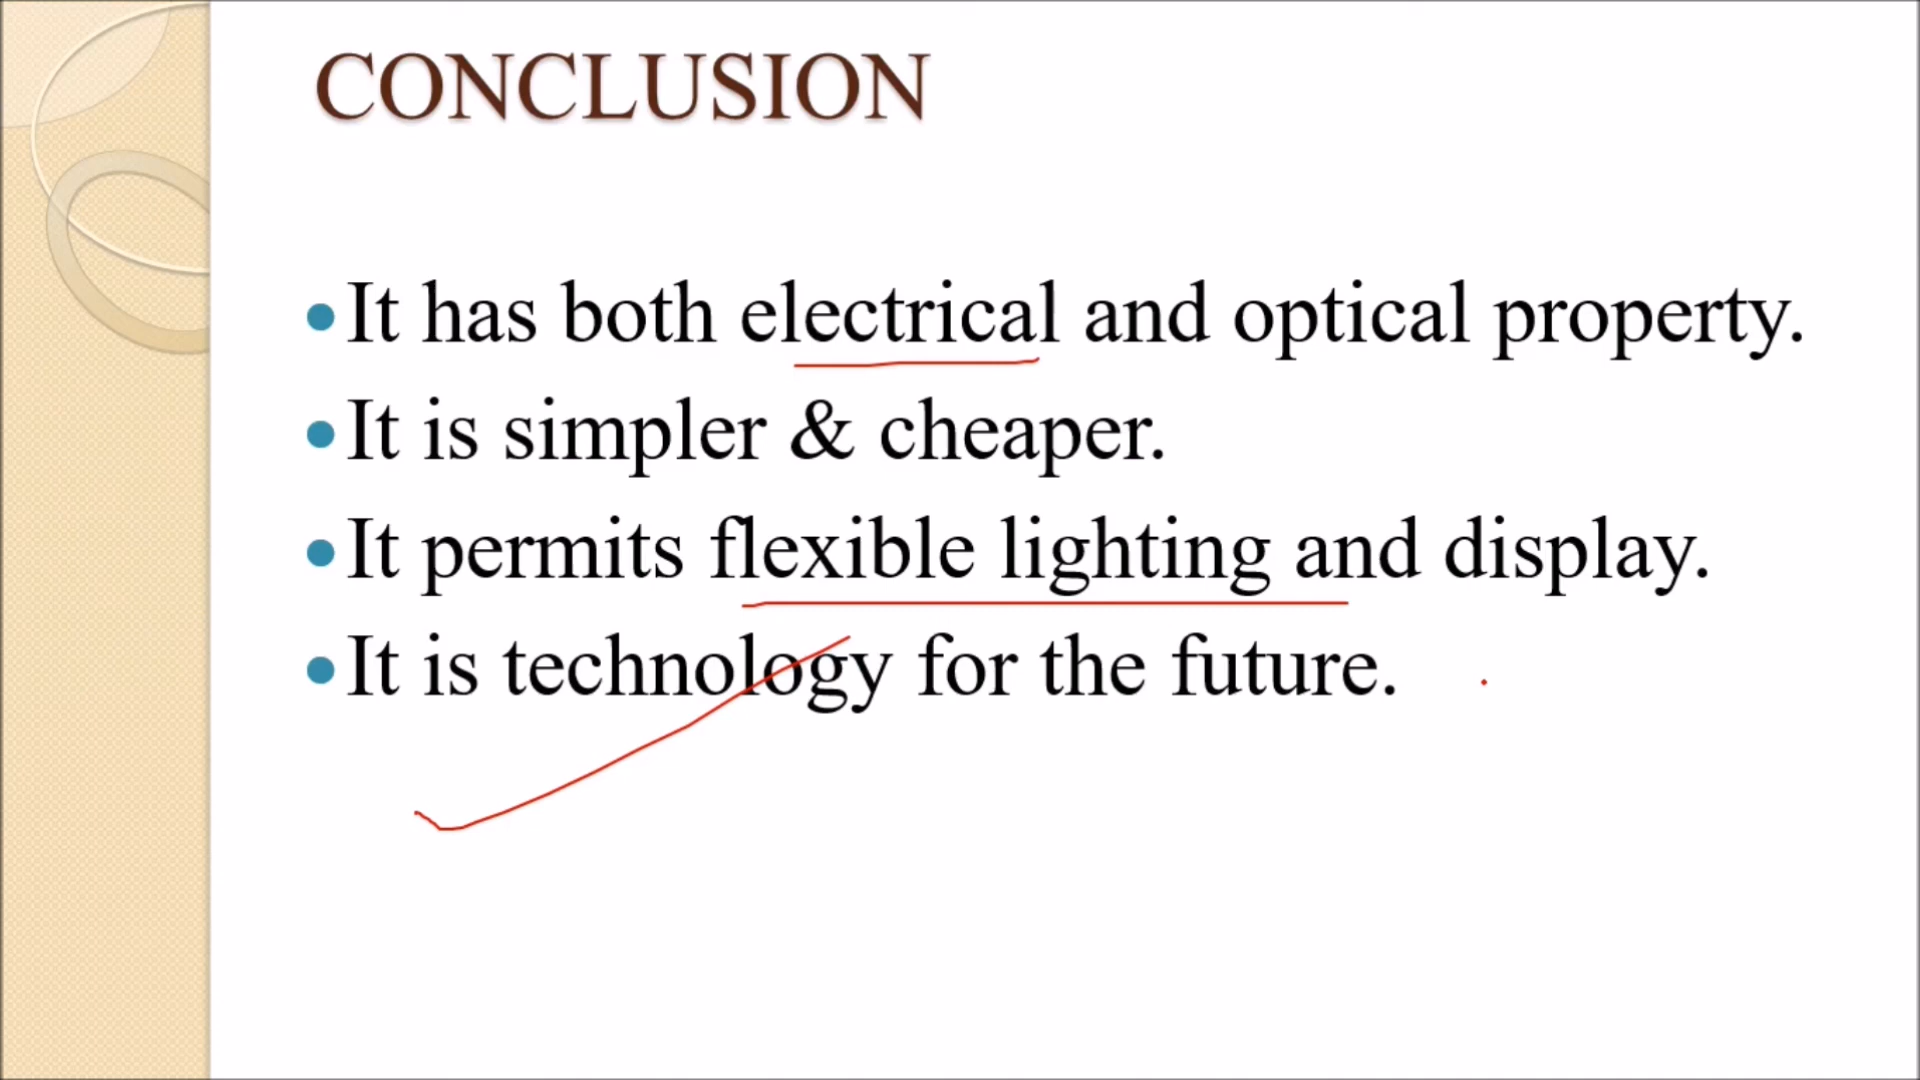 CONCLUSION
•It has both electrical and optical property.
•It is simpler & cheaper.
•It permits flexible lighting and display.
•It is technology for the future.